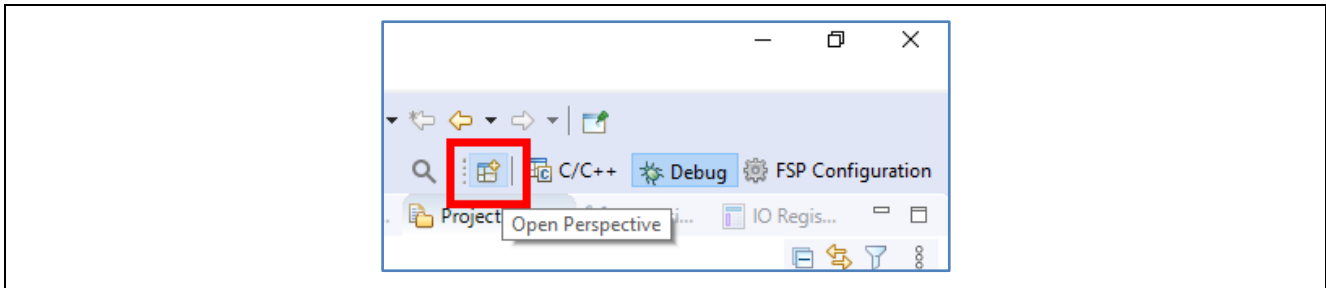 C/C++ Debug FSP Configuration
Project
IO Regis...
Open Perspective